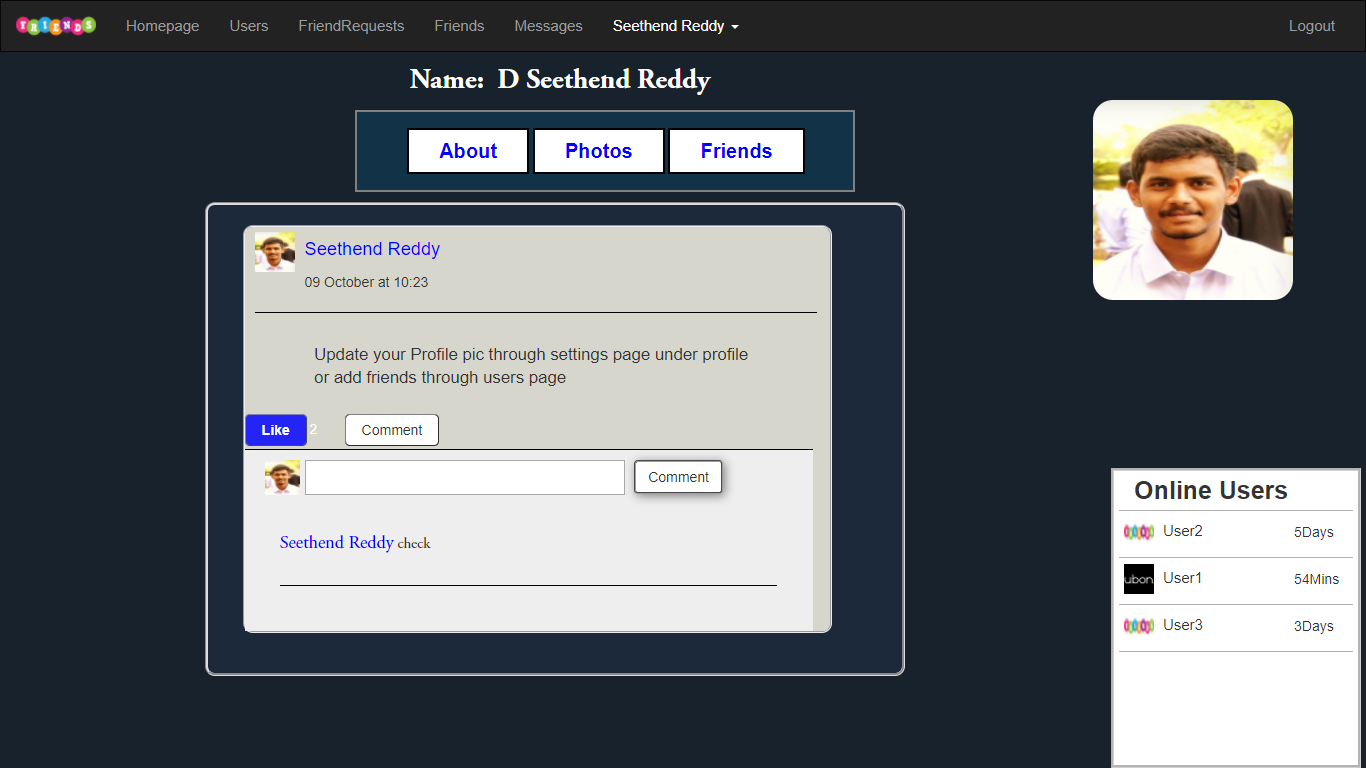 FRIENDS
Homepage
Users
FriendRequests
Friends
Messages
Seethend Reddy
Logout
Name: D Seethend Reddy
About
Photos
Friends
Seethend Reddy
09 October at 10:23
Update your Profile pic through settings page under profile
or add friends through users page
Like
2
Comment
Comment
Seethend Reddy check
Online Users
User2
5Days
ubon.
User1
54Mins
User3
3Days